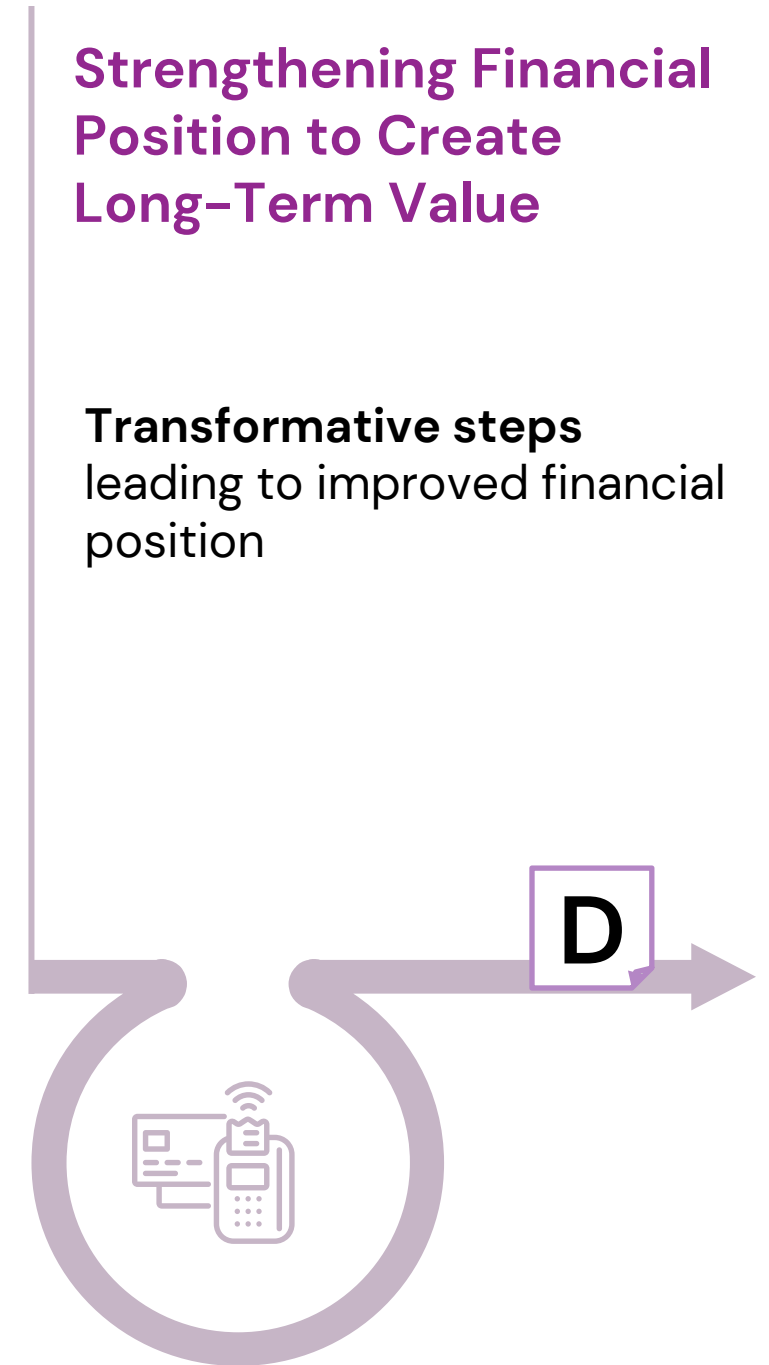 Strengthening Financial
Position to Create
Long-Term Value
Transformative steps
leading to improved financial
position
D